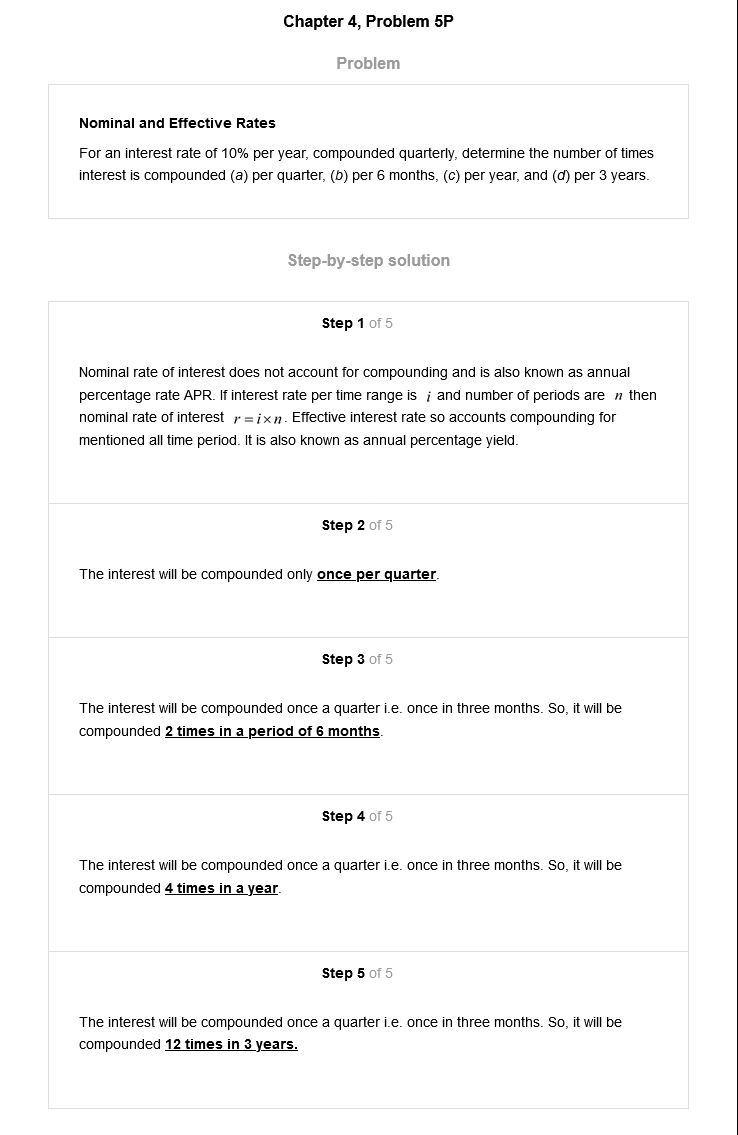 Chapter 4, Problem 5P
Problem
Nominal and Effective Rates
For an interest rate of 10% per year, compounded quarterly, determine the number of times
interest is compounded (a) per quarter, (b) per 6 months, (c) per year, and (d) per 3 years.
Step-by-step solution
Step 1 of 5
Nominal rate of interest does not account for compounding and is also known as annual
percentage rate APR. If interest rate per time range is i and number of periods are n then
nominal rate of interest r = i × n. Effective interest rate so accounts compounding for
mentioned all time period. It is also known as annual percentage yield.
Step 2 of 5
The interest will be compounded only once per quarter.
Step 3 of 5
The interest will be compounded once a quarter i.e. once in three months. So, it will be
compounded 2 times in a period of 6 months.
Step 4 of 5
The interest will be compounded once a quarter i.e. once in three months. So, it will be
compounded 4 times in a year.
Step 5 of 5
The interest will be compounded once a quarter i.e. once in three months. So, it will be
compounded 12 times in 3 years.